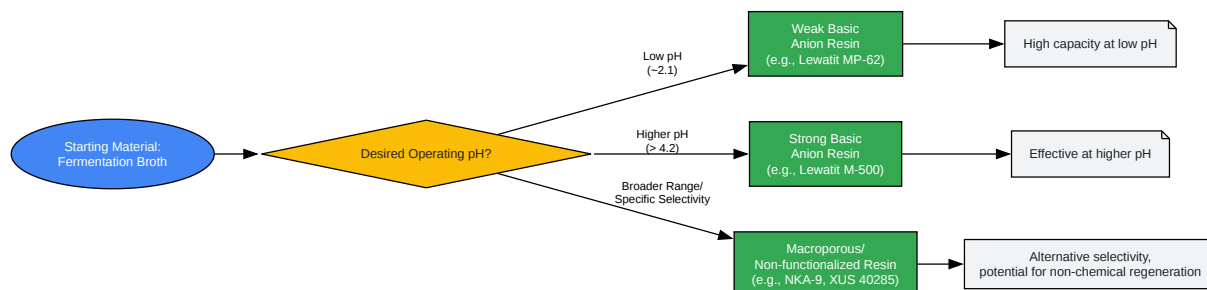 Starting Material:
Fermentation Broth
Desired Operating pH?
Low pH
(~2.1)
Weak Basic
Anion Resin
(e.g., Lewatit MP-62)
High capacity at low pH
Higher pH
(> 4.2)
Strong Basic
Anion Resin
(e.g., Lewatit M-500)
Effective at higher pH
Broader Range/
Specific Selectivity
Macroporous/
Non-functionalized Resin
(e.g., NKA-9, XUS 40285)
Alternative selectivity,
potential for non-chemical regeneration